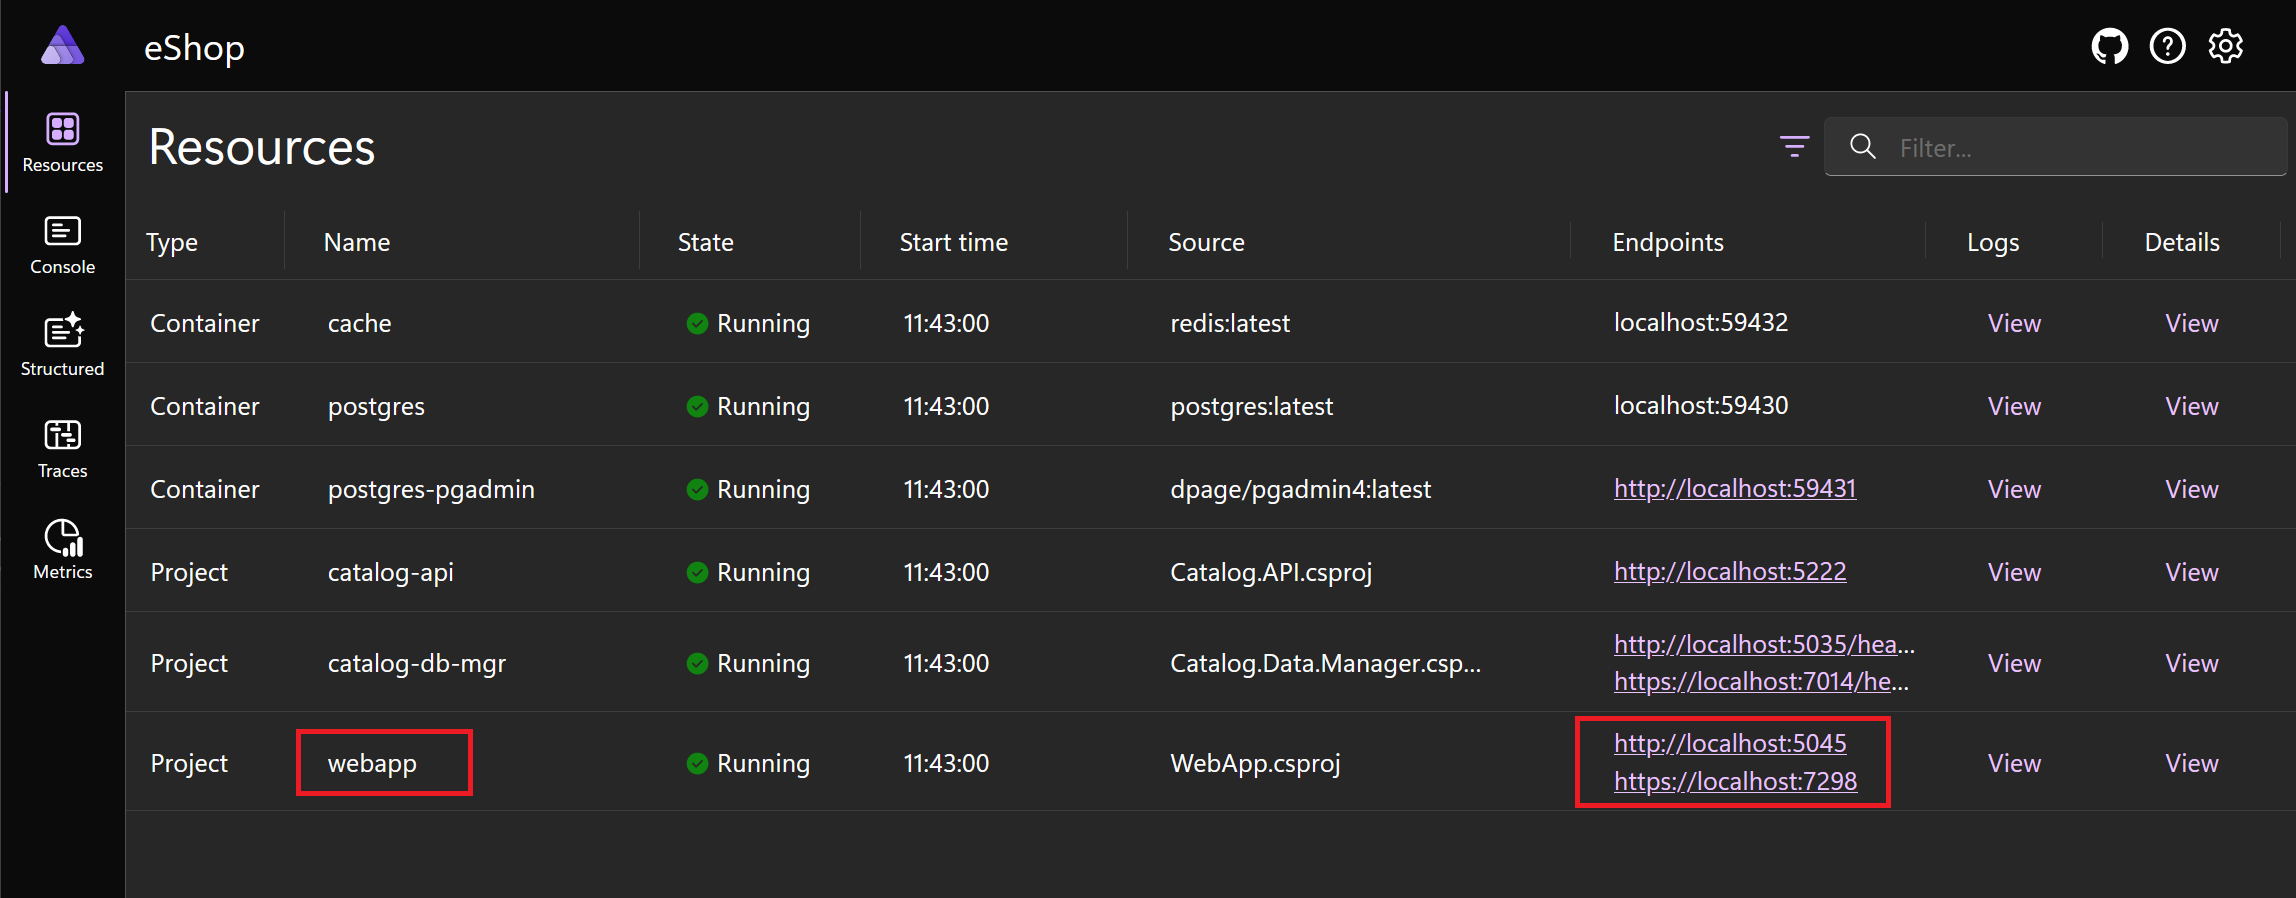 eShop
Resources
Console
Structured
Traces
Metrics
Resources
Filter...
Type Name State Start time Source Endpoints Logs Details
Container cache Running 11:43:00 redis:latest localhost:59432 View View
Container postgres Running 11:43:00 postgres:latest localhost:59430 View View
Container postgres-pgadmin Running 11:43:00 dpage/pgadmin4:latest http://localhost:59431 View View
Project catalog-api Running 11:43:00 Catalog.API.csproj http://localhost:5222 View View
Project catalog-db-mgr Running 11:43:00 Catalog.Data.Manager.csp... http://localhost:5035/hea... View View
https://localhost:7014/he...
Project webapp Running 11:43:00 WebApp.csproj http://localhost:5045 View View
https://localhost:7298